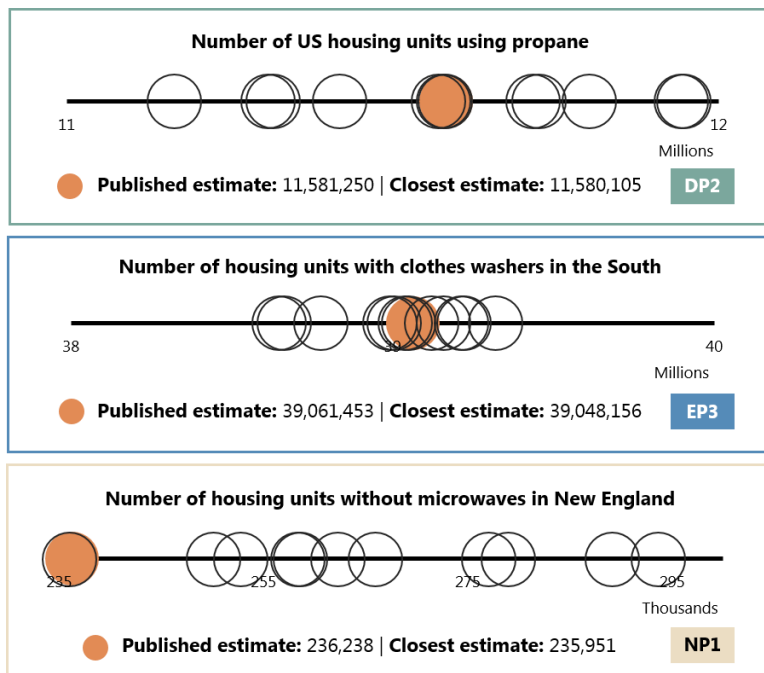 Number of US housing units using propane
11
12
Millions
Published estimate: 11,581,250 | Closest estimate: 11,580,105
DP2
Number of housing units with clothes washers in the South
38
39
40
Millions
Published estimate: 39,061,453 | Closest estimate: 39,048,156
EP3
Number of housing units without microwaves in New England
235
255
275
295
Thousands
Published estimate: 236,238 | Closest estimate: 235,951
NP1